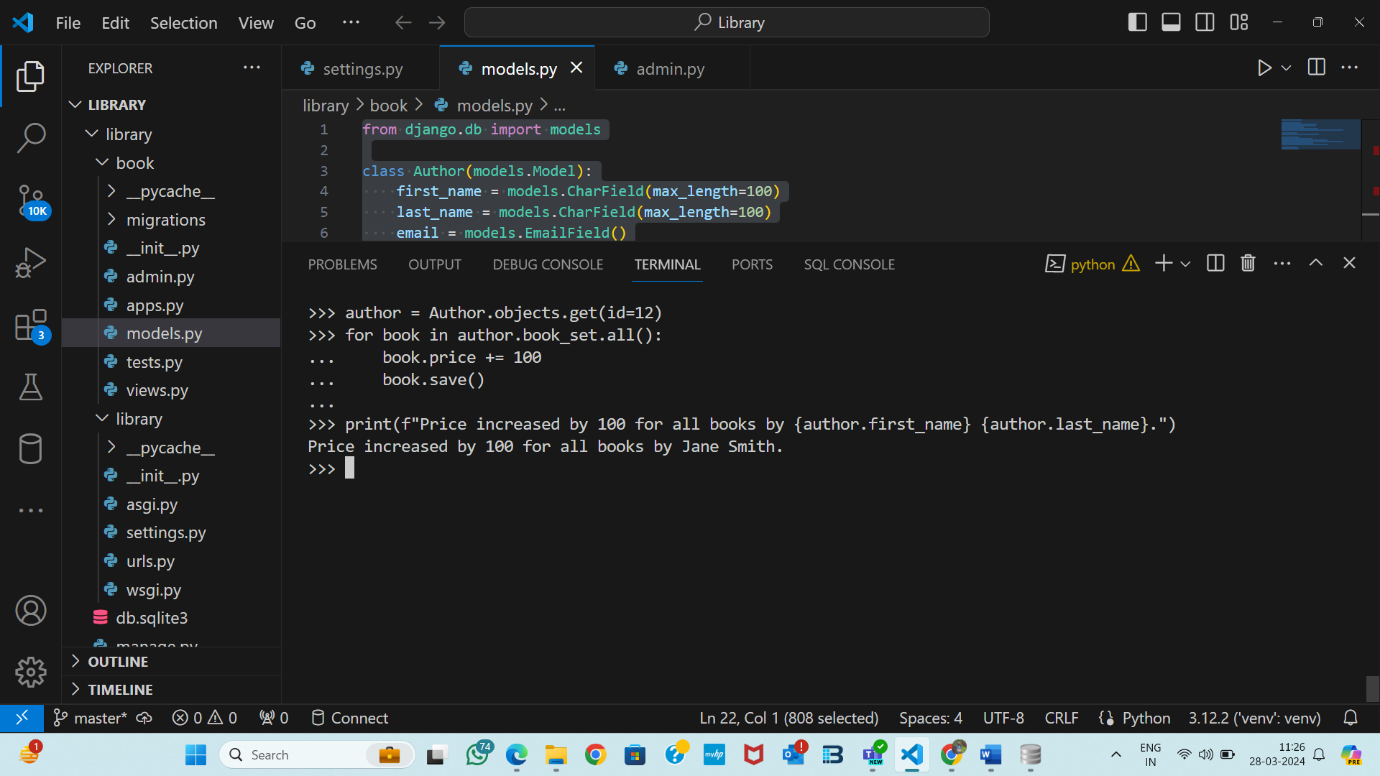 File Edit Selection View Go ... Library
EXPLORER ...
settings.py models.py admin.py
LIBRARY
library > book > models.py > ...
library
book
__pycache__
migrations
__init__.py
admin.py
apps.py
models.py
tests.py
views.py
library
__pycache__
__init__.py
asgi.py
settings.py
urls.py
wsgi.py
db.sqlite3
manage.py
OUTLINE
TIMELINE
10K
3
1 from django.db import models
2
3 class Author(models.Model):
4 first_name = models.CharField(max_length=100)
5 last_name = models.CharField(max_length=100)
6 email = models.EmailField()
PROBLEMS OUTPUT DEBUG CONSOLE TERMINAL PORTS SQL CONSOLE python
>>> author = Author.objects.get(id=12)
>>> for book in author.book_set.all():
...     book.price += 100
...     book.save()
...
>>> print(f"Price increased by 100 for all books by {author.first_name} {author.last_name}.")
Price increased by 100 for all books by Jane Smith.
>>>
master* 0 0 0 Connect Ln 22, Col 1 (808 selected) Spaces: 4 UTF-8 CRLF Python 3.12.2 ('venv': venv)
1 Search 74 NEW ENG 11:26 PRE
IN 28-03-2024